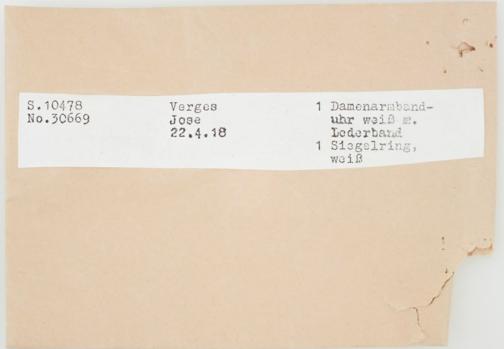 S.10478
No.30669
Verges
Jose
22.4.18
1 Damenarmband-
uhr weiß m.
Lederband
1 Siegelring,
weiß